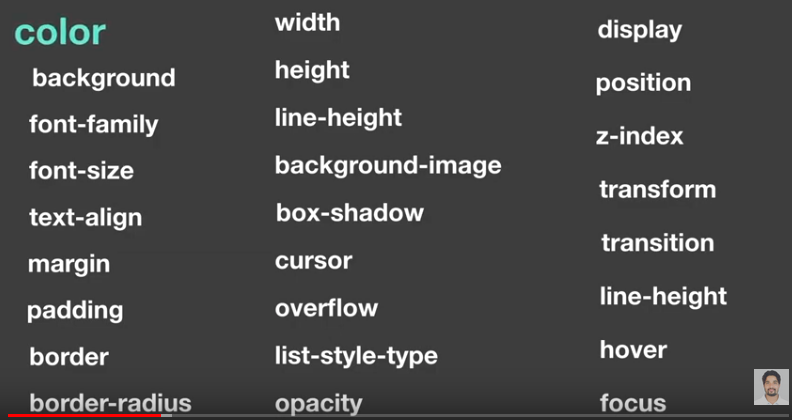 color
background
font-family
font-size
text-align
margin
padding
border
border-radius
width
height
line-height
background-image
box-shadow
cursor
overflow
list-style-type
opacity
display
position
z-index
transform
transition
line-height
hover
focus